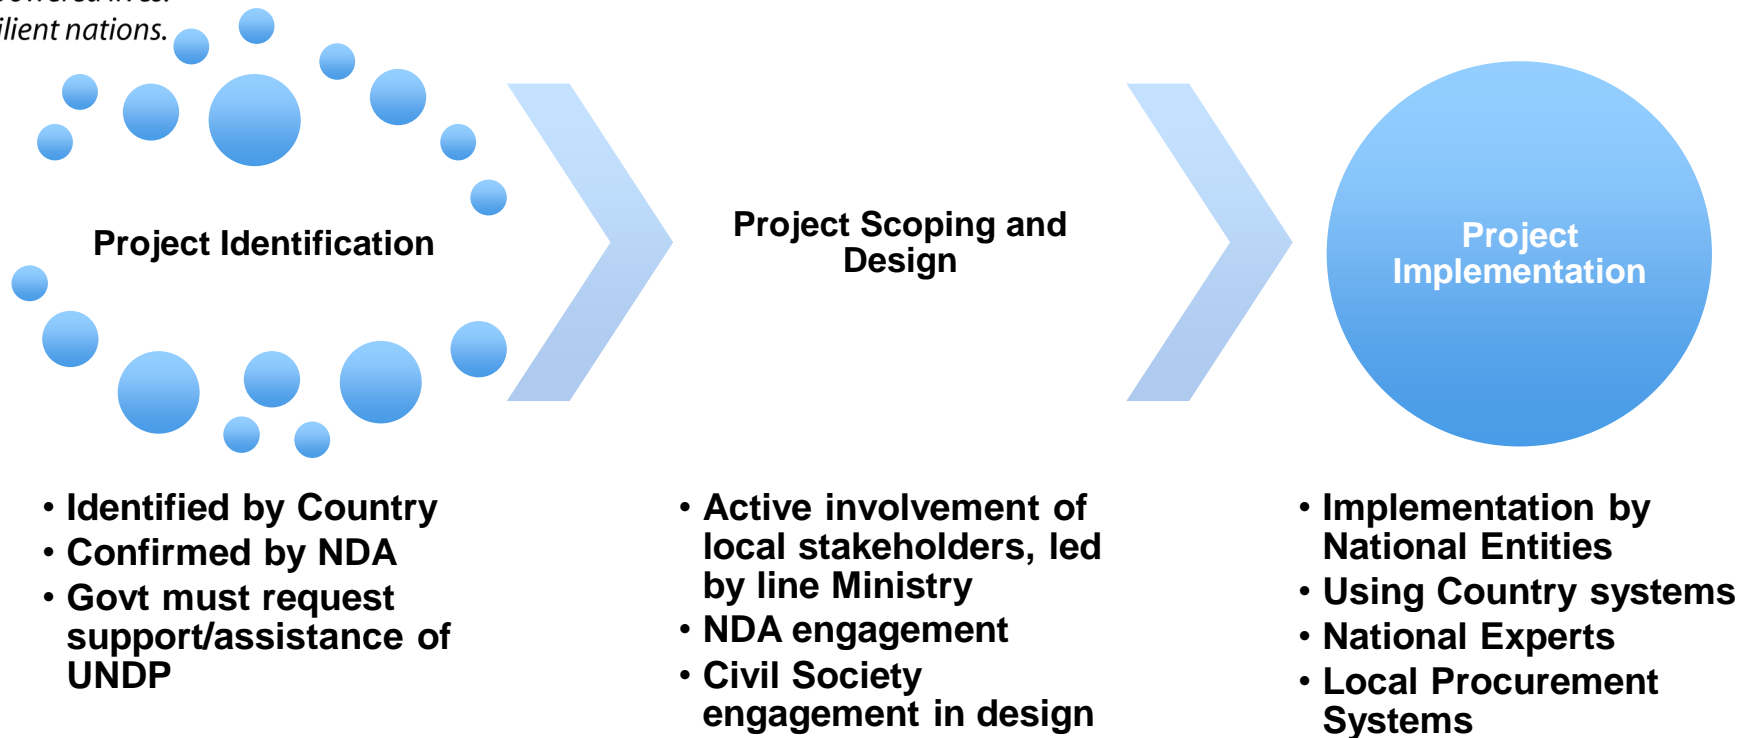 ilient nations.
Project Identification
Project Scoping and
Design
Project
Implementation
• Identified by Country
• Confirmed by NDA
• Govt must request
support/assistance of
UNDP
• Active involvement of
local stakeholders, led
by line Ministry
• NDA engagement
• Civil Society
engagement in design
• Implementation by
National Entities
• Using Country systems
• National Experts
• Local Procurement
Systems